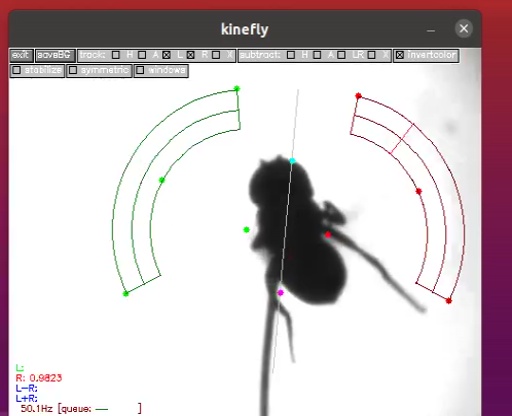 kinefly
exit saveBG track: H A L R X subtract: H A LR X invertcolor
stabilize symmetric windows
L:
R: 0.9823
L-R:
L+R:
50.1Hz [queue: — ]